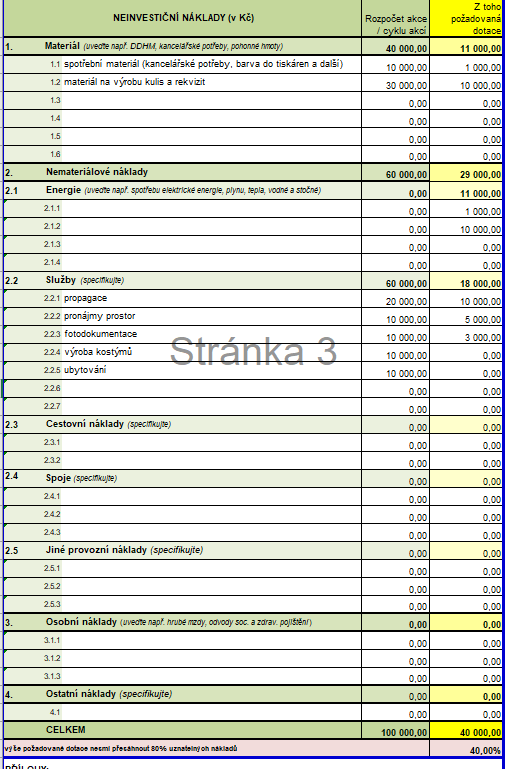 NEINVESTIČNÍ NÁKLADY (v Kč) Rozpočet akce / cyklu akcí Z toho požadovaná dotace
1. Materiál (uveďte např. DDHM, kancelářské potřeby, pohonné hmoty) 40 000,00 11 000,00
1.1 spotřební materiál (kancelářské potřeby, barva do tiskáren a další) 10 000,00 1 000,00
1.2 materiál na výrobu kulis a rekvizit 30 000,00 10 000,00
1.3 0,00 0,00
1.4 0,00 0,00
1.5 0,00 0,00
1.6 0,00 0,00
2. Nemateriálové náklady 60 000,00 29 000,00
2.1 Energie (uveďte např. spotřebu elektrické energie, plynu, tepla, vodné a stočné) 0,00 11 000,00
2.1.1 0,00 1 000,00
2.1.2 0,00 10 000,00
2.1.3 0,00 0,00
2.1.4 0,00 0,00
2.2 Služby (specifikujte) 60 000,00 18 000,00
2.2.1 propagace 20 000,00 10 000,00
2.2.2 pronájmy prostor 10 000,00 5 000,00
2.2.3 fotodokumentace 10 000,00 3 000,00
2.2.4 výroba kostýmů 10 000,00 0,00
2.2.5 ubytování 10 000,00 0,00
Stránka 3
2.2.6 0,00 0,00
2.2.7 0,00 0,00
2.3 Cestovní náklady (specifikujte) 0,00 0,00
2.3.1 0,00 0,00
2.3.2 0,00 0,00
2.4 Spoje (specifikujte) 0,00 0,00
2.4.1 0,00 0,00
2.4.2 0,00 0,00
2.4.3 0,00 0,00
2.5 Jiné provozní náklady (specifikujte) 0,00 0,00
2.5.1 0,00 0,00
2.5.2 0,00 0,00
2.5.3 0,00 0,00
3. Osobní náklady (uveďte např. hrubé mzdy, odvody soc. a zdrav. pojištění) 0,00 0,00
3.1.1 0,00 0,00
3.1.2 0,00 0,00
3.1.3 0,00 0,00
4. Ostatní náklady (specifikujte) 0,00 0,00
4.1 0,00 0,00
CELKEM 100 000,00 40 000,00
výše požadované dotace nesmí přesáhnout 80% uznatelných nákladů 40,00%
PŘÍLOHY: